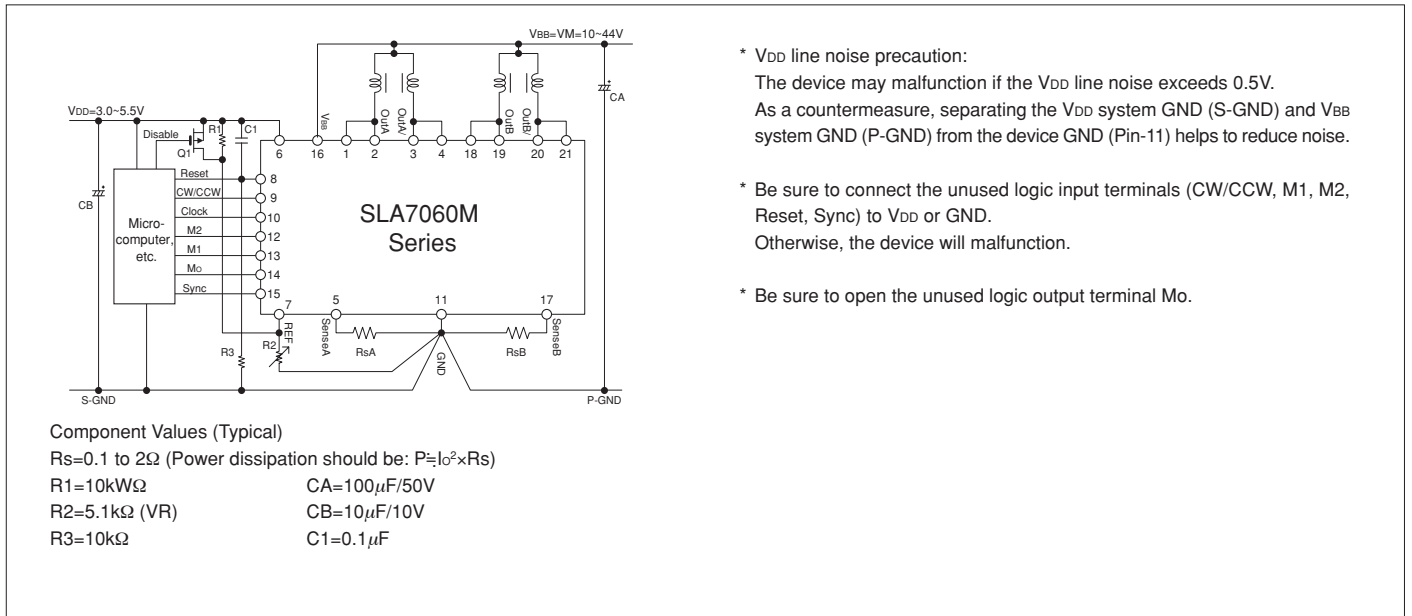 VBB=VM=10~44V
CA
VDD=3.0~5.5V
R1
C1
Disable
Q1
VBB
OutA
OutA/
OutB
OutB/
6 16 1 2 3 4 18 19 20 21
CB
Micro-
computer,
etc.
Reset 8
CW/CCW 9
Clock 10
M2 12
M1 13
MO 14
Sync 15
SLA7060M
Series
7 5 11 17
REF
SenseA
GND
SenseB
R3
R2
RsA
RsB
S-GND
P-GND
Component Values (Typical)
Rs=0.1 to 2Ω (Power dissipation should be: P≒IO²×Rs)
R1=10kWΩ CA=100µF/50V
R2=5.1kΩ (VR) CB=10µF/10V
R3=10kΩ C1=0.1µF
* VDD line noise precaution:
The device may malfunction if the VDD line noise exceeds 0.5V.
As a countermeasure, separating the VDD system GND (S-GND) and VBB
system GND (P-GND) from the device GND (Pin-11) helps to reduce noise.
* Be sure to connect the unused logic input terminals (CW/CCW, M1, M2,
Reset, Sync) to VDD or GND.
Otherwise, the device will malfunction.
* Be sure to open the unused logic output terminal Mo.